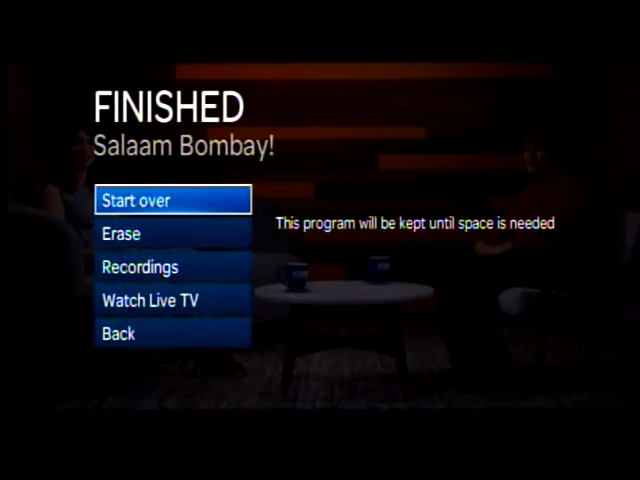 FINISHED
Salaam Bombay!
Start over
This program will be kept until space is needed
Erase
Recordings
Watch Live TV
Back